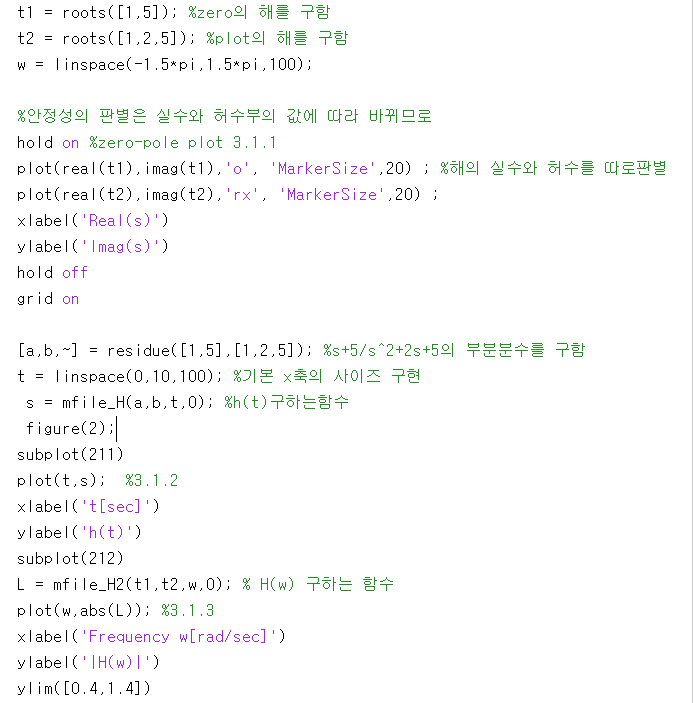 t1 = roots([1,5]); %zero의 해를 구함
t2 = roots([1,2,5]); %plot의 해를 구함
w = linspace(-1.5*pi,1.5*pi,100);
%안정성의 판별은 실수와 허수부의 값에 따라 바뀌므로
hold on %zero-pole plot 3.1.1
plot(real(t1),imag(t1),'o', 'MarkerSize',20) ; %해의 실수와 허수를 따로판별
plot(real(t2),imag(t2),'rx', 'MarkerSize',20) ;
xlabel('Real(s)')
ylabel('Imag(s)')
hold off
grid on
[a,b,~] = residue([1,5],[1,2,5]); %s+5/s^2+2s+5의 부분분수를 구함
t = linspace(0,10,100); %기본 x축의 사이즈 구현
s = mfile_H(a,b,t,0); %h(t)구하는함수
figure(2);
subplot(211)
plot(t,s); %3.1.2
xlabel('t[sec]')
ylabel('h(t)')
subplot(212)
L = mfile_H2(t1,t2,w,0); % H(w) 구하는 함수
plot(w,abs(L)); %3.1.3
xlabel('Frequency w[rad/sec]')
ylabel('|H(w)|')
ylim([0.4,1.4])